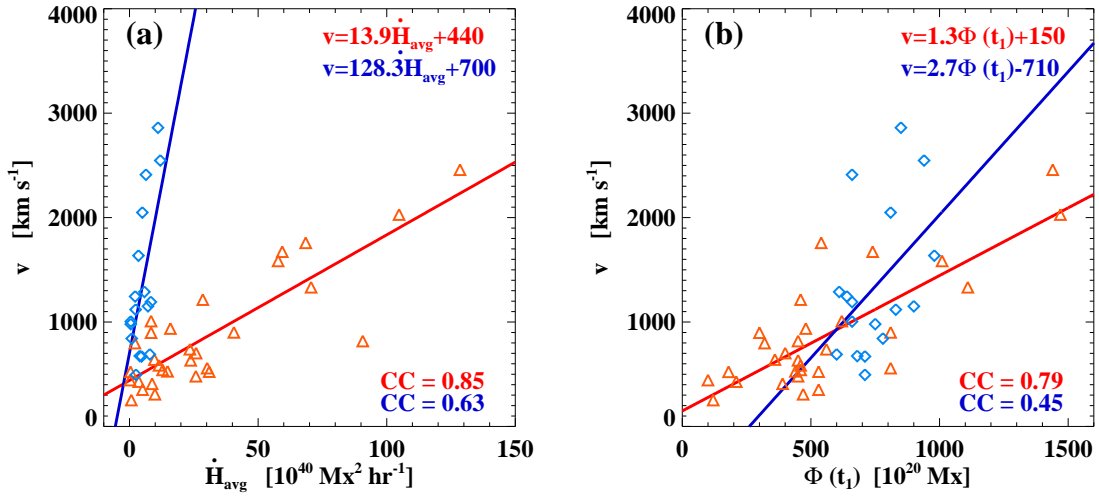 (a)
v=13.9Ḣavg+440
v=128.3Ḣavg+700
CC = 0.85
CC = 0.63
4000
3000
2000
1000
0
v [km s⁻¹]
0 50 100 150
Ḣavg [10⁴⁰ Mx² hr⁻¹]
(b)
v=1.3Φ (t₁)+150
v=2.7Φ (t₁)-710
CC = 0.79
CC = 0.45
4000
3000
2000
1000
0
v [km s⁻¹]
0 500 1000 1500
Φ (t₁) [10²⁰ Mx]